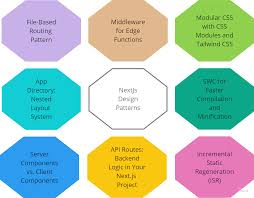 File-Based
Routing
Pattern
Middleware
for Edge
Functions
Modular CSS
with CSS
Modules and
Tailwind CSS
App
Directory:
Nested
Layout
System
Nextjs
Design
Patterns
SWC for
Faster
Compilation
and
Minification
Server
Components
vs. Client
Components
API Routes:
Backend
Logic in Your
Next.js
Project
Incremental
Static
Regeneration
(ISR)